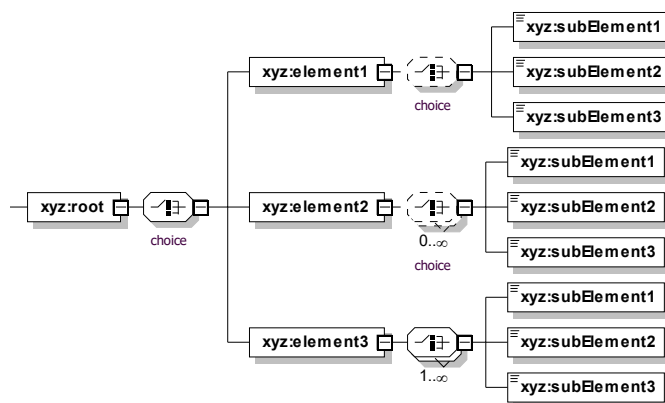 xyz:subElement1
xyz:element1
xyz:subElement2
choice
xyz:subElement3
xyz:subElement1
xyz:root
xyz:element2
xyz:subElement2
choice
0..∞
xyz:subElement3
choice
xyz:subElement1
xyz:element3
xyz:subElement2
1..∞
xyz:subElement3